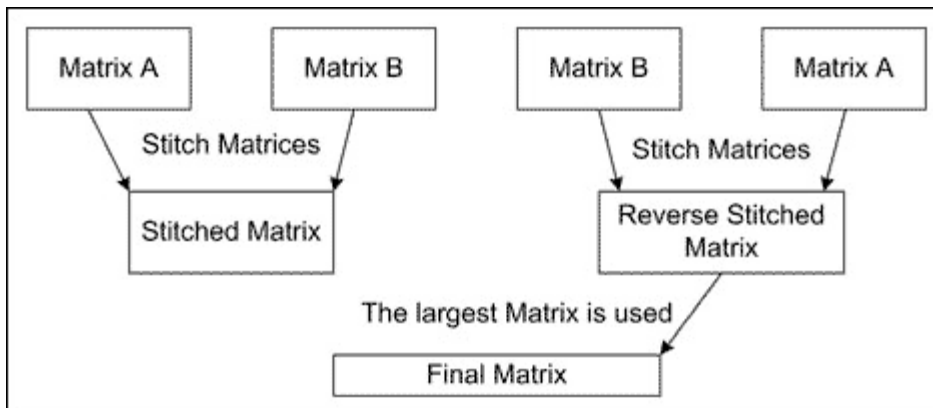 Matrix A
Matrix B
Matrix B
Matrix A
Stitch Matrices
Stitch Matrices
Stitched Matrix
Reverse Stitched
Matrix
The largest Matrix is used
Final Matrix